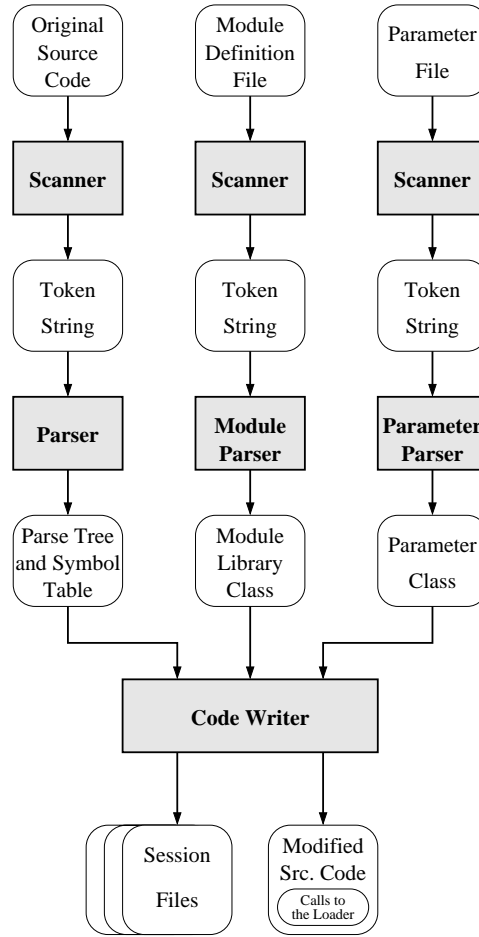 Original
Source
Code
Module
Definition
File
Parameter
File
Scanner
Scanner
Scanner
Token
String
Token
String
Token
String
Parser
Module
Parser
Parameter
Parser
Parse Tree
and Symbol
Table
Module
Library
Class
Parameter
Class
Code Writer
Session
Files
Modified
Src. Code
Calls to
the Loader